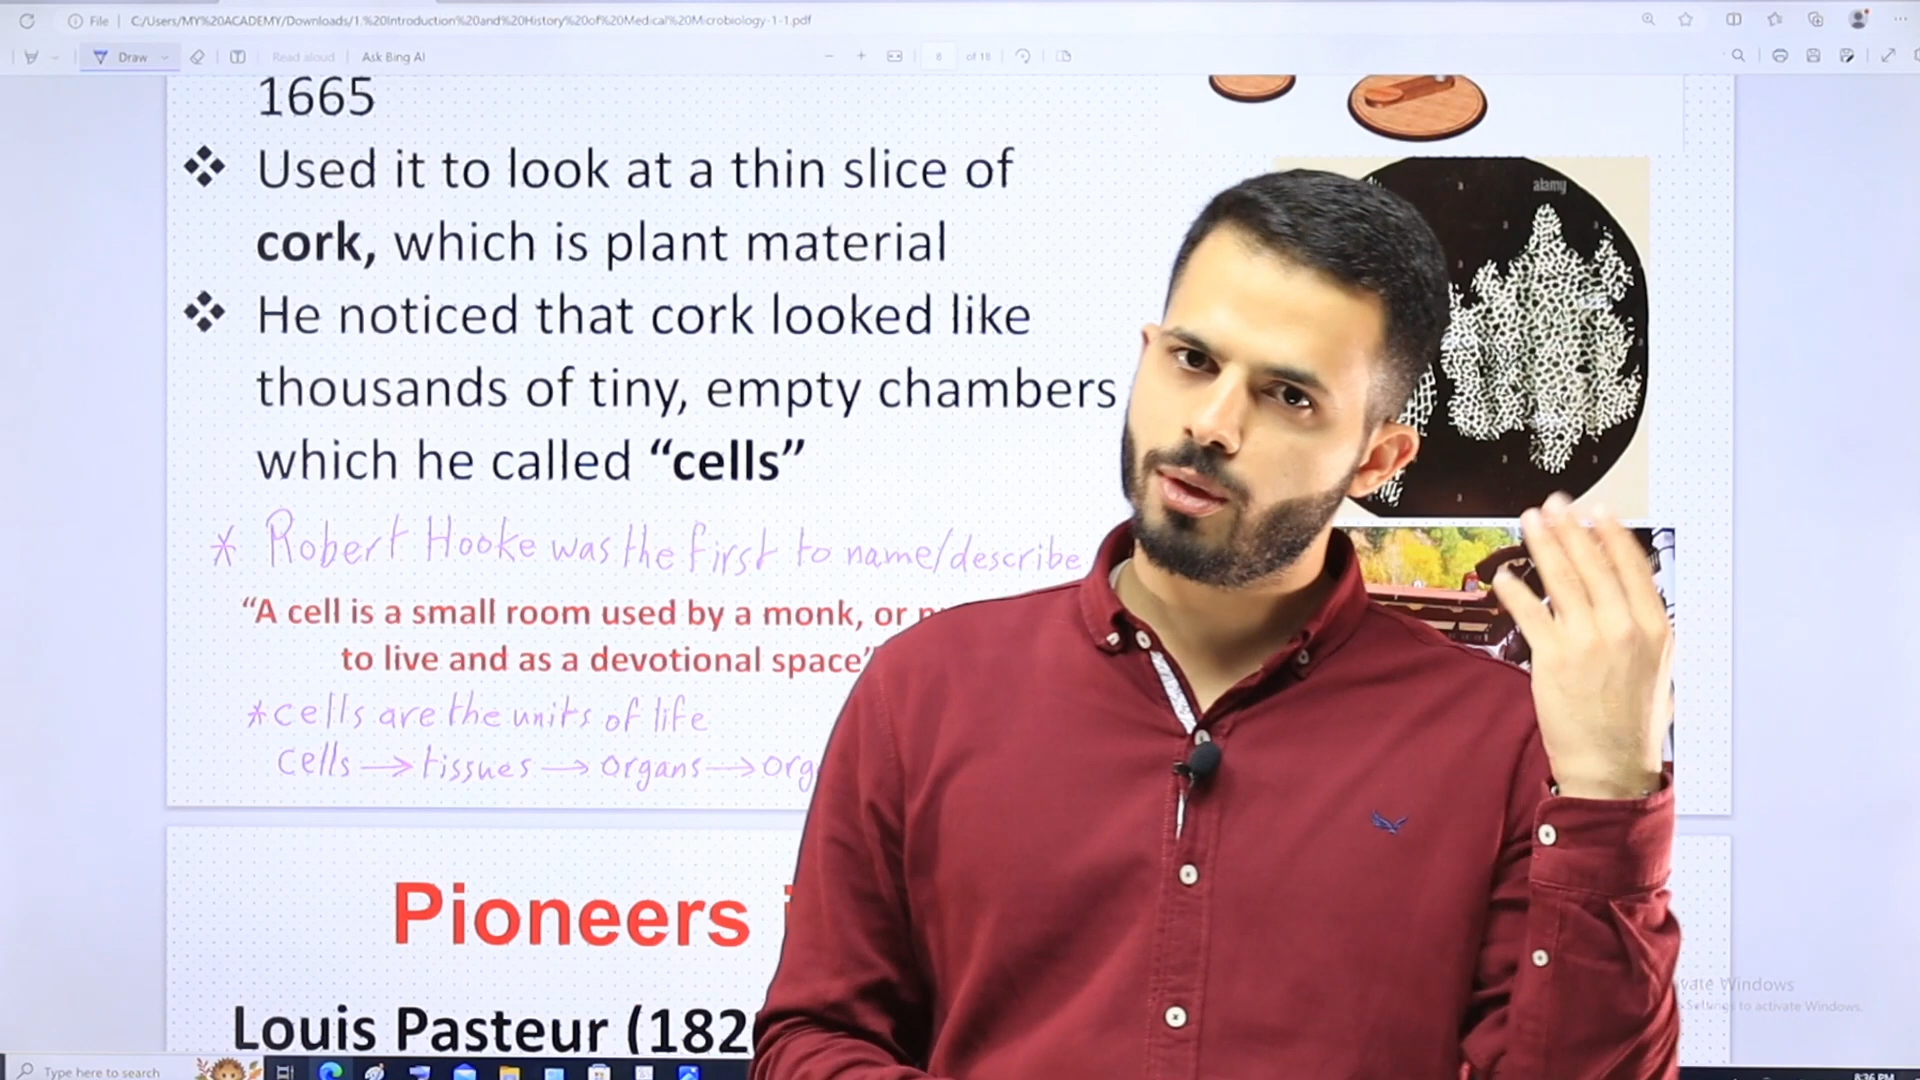 File
C:/Users/MY%20ACADEMY/Downloads/1.%20Introduction%20and%20History%20of%20Medical%20Microbiology-1-1.pdf
Draw
Read aloud
Ask Bing AI
8 of 18
1665
Used it to look at a thin slice of
cork, which is plant material
He noticed that cork looked like
thousands of tiny, empty chambers
which he called “cells”
* Robert Hooke was the first to name/describe
“A cell is a small room used by a monk, or
to live and as a devotional space”
*cells are the units of life
cells → tissues → organs → org
alamy
Pioneers
Louis Pasteur (182
Windows
to activate Windows.
Type here to search
8:36 PM